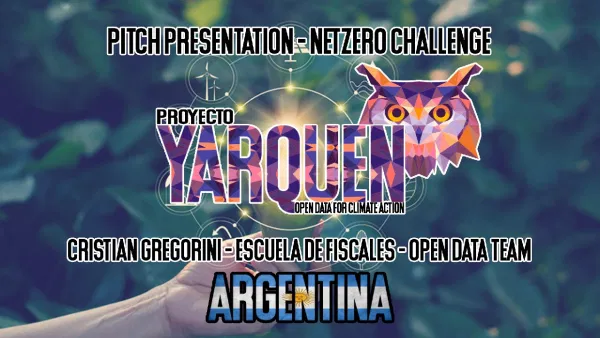 PITCH PRESENTATION - NETZERO CHALLENGE
PROYECTO
YARQUEN
OPEN DATA FOR CLIMATE ACTION
CRISTIAN GREGORINI - ESCUELA DE FISCALES - OPEN DATA TEAM
ARGENTINA